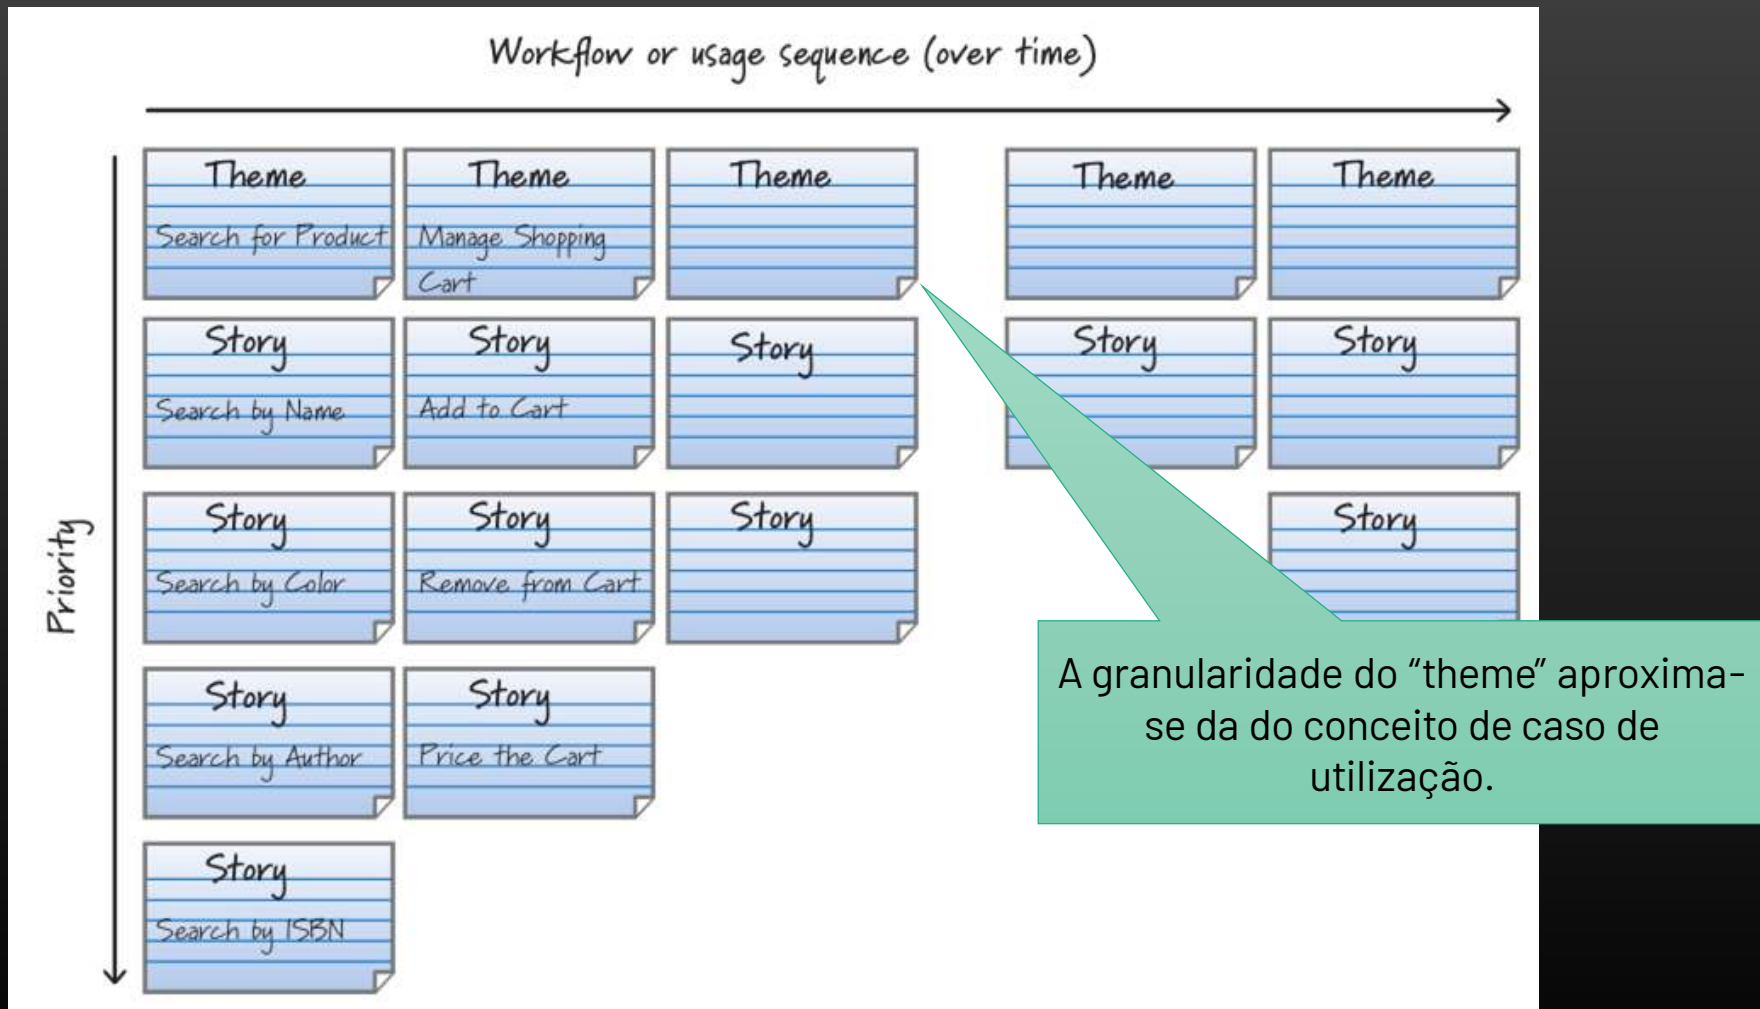 Workflow or usage sequence (over time)
Priority
Theme
Search for Product
Theme
Manage Shopping
Cart
Theme
Theme
Theme
Story
Search by Name
Story
Add to Cart
Story
Story
Story
Story
Search by Color
Story
Remove from Cart
Story
Story
Story
Search by Author
Story
Price the Cart
Story
Search by ISBN
A granularidade do “theme” aproxima-
se da do conceito de caso de
utilização.